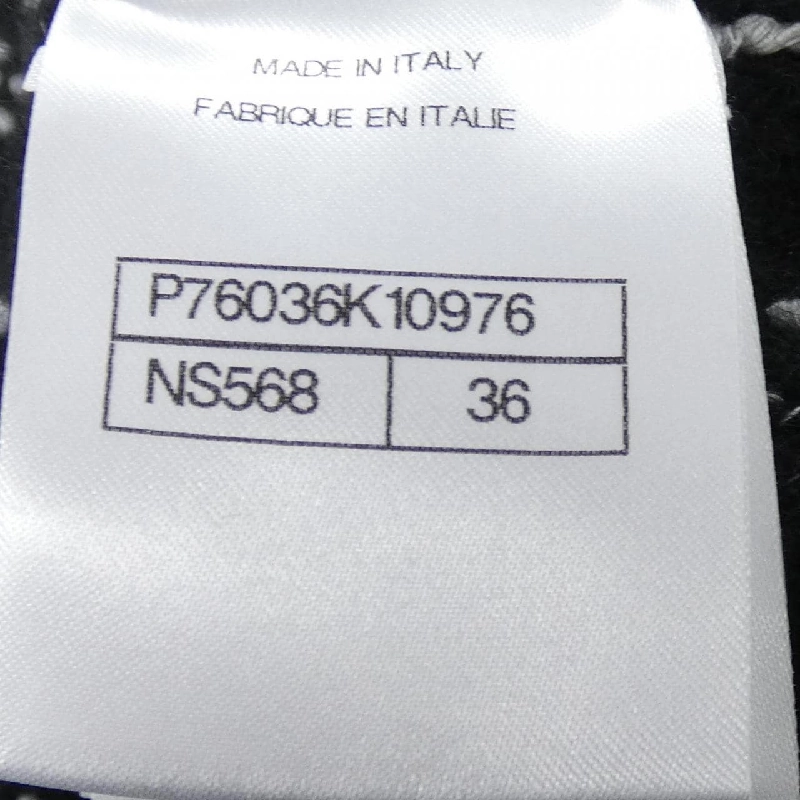 MADE IN ITALY
FABRIQUE EN ITALIE
P76036K10976
NS568 36